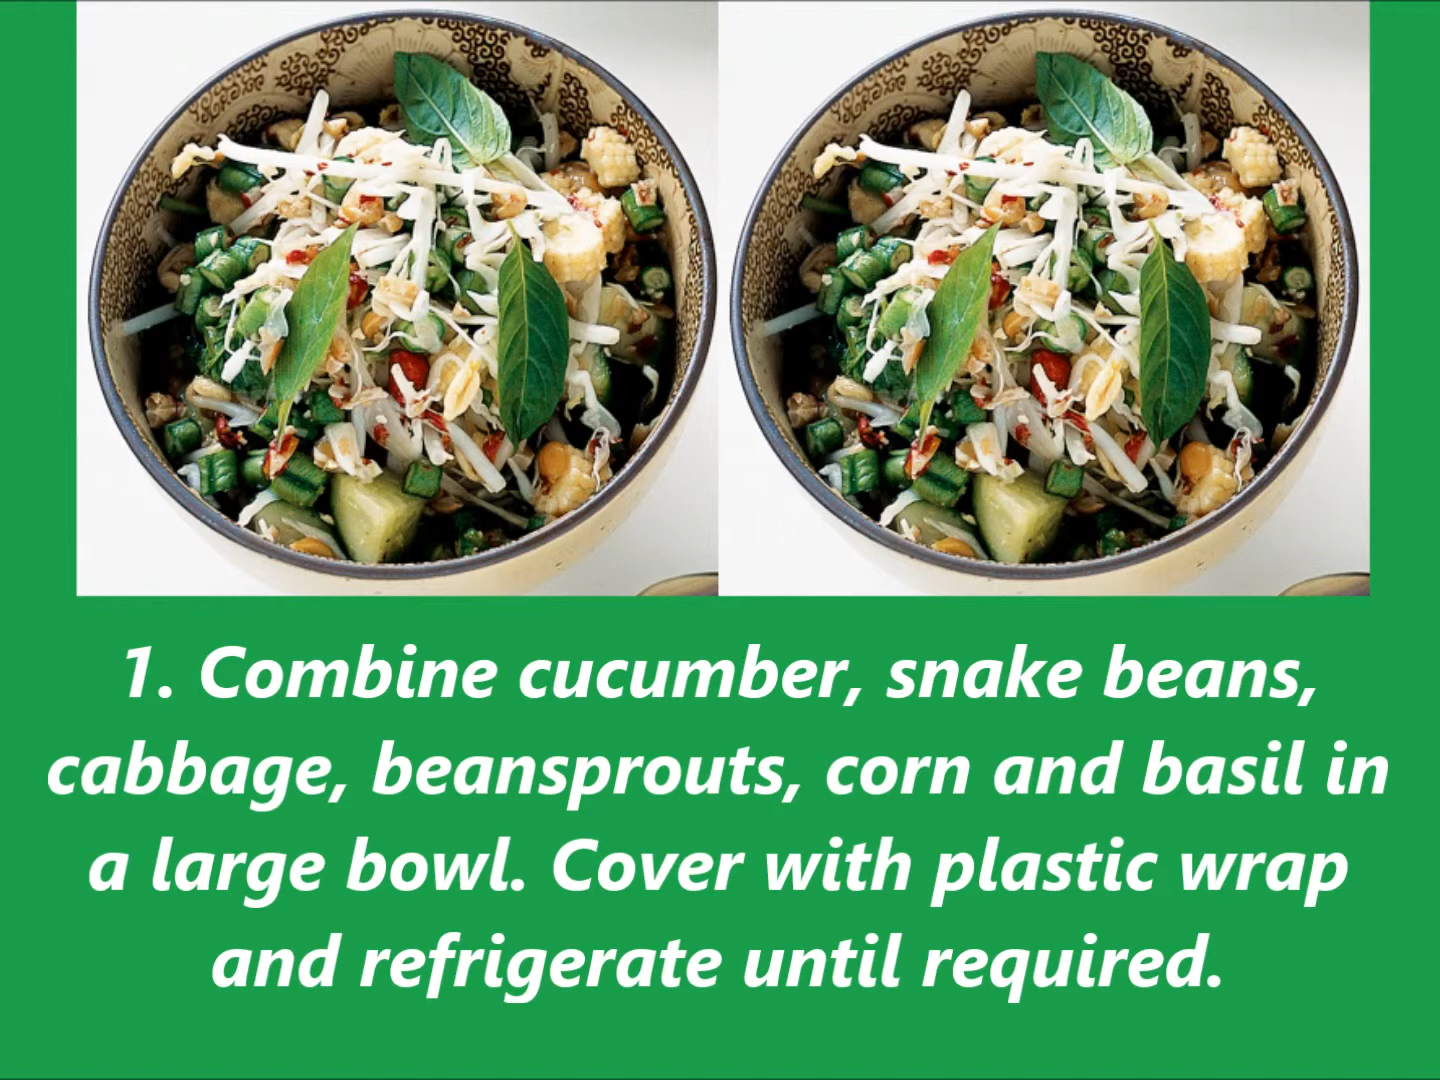 1. Combine cucumber, snake beans,
cabbage, beansprouts, corn and basil in
a large bowl. Cover with plastic wrap
and refrigerate until required.